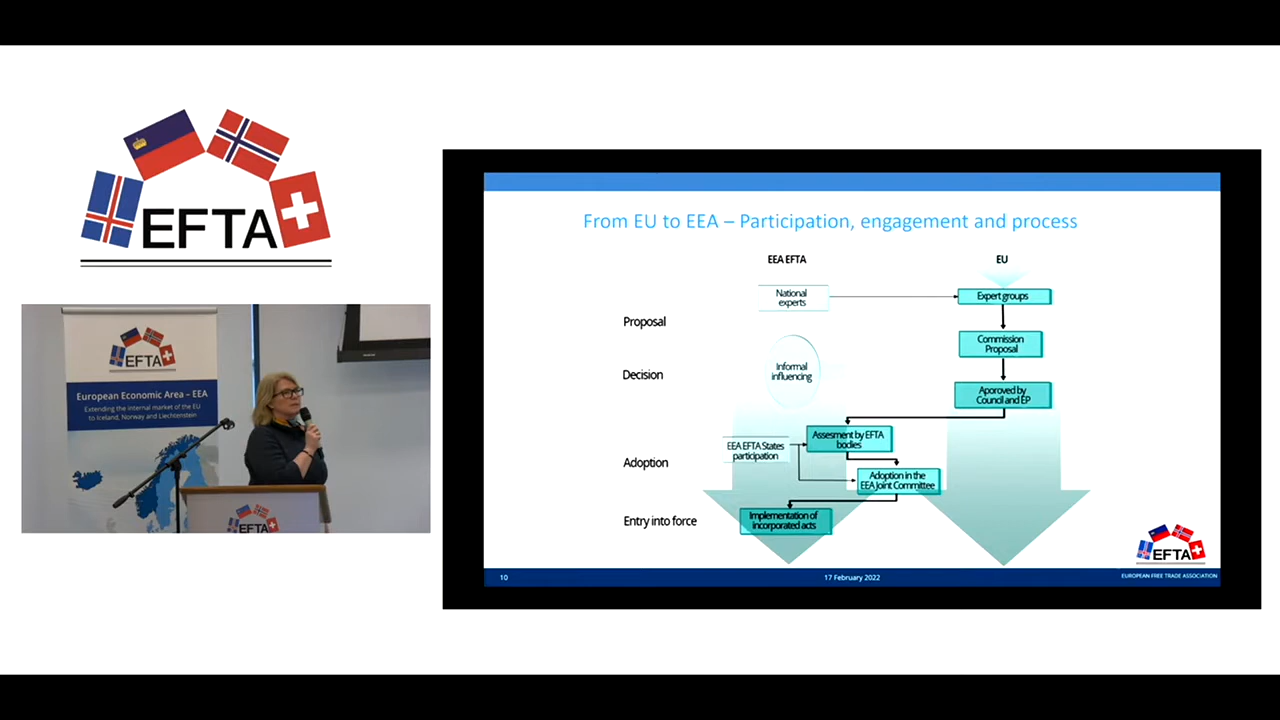 EFTA
EFTA
European Economic Area – EEA
Extending the internal market of the EU
to Iceland, Norway and Liechtenstein
EFTA
From EU to EEA – Participation, engagement and process
EEA EFTA
EU
National
experts
Expert groups
Proposal
Commission
Proposal
Decision
Informal
influencing
Aporoved by
Council and EP
Assesment by EFTA
bodies
EEA EFTA States
participation
Adoption
Adoption in the
EEA Joint Committee
Entry into force
Implementation of
incorporated acts
EFTA
10
17 February 2022
EUROPEAN FREE TRADE ASSOCIATION